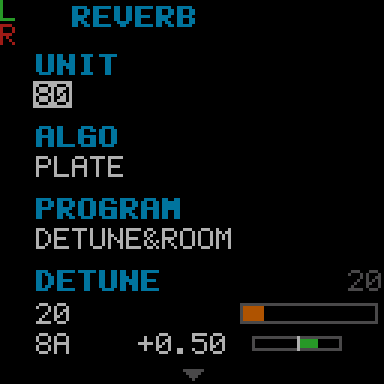 L REVERB
R
UNIT
80
ALGO
PLATE
PROGRAM
DETUNE&ROOM
DETUNE 20
20
8A +0.50